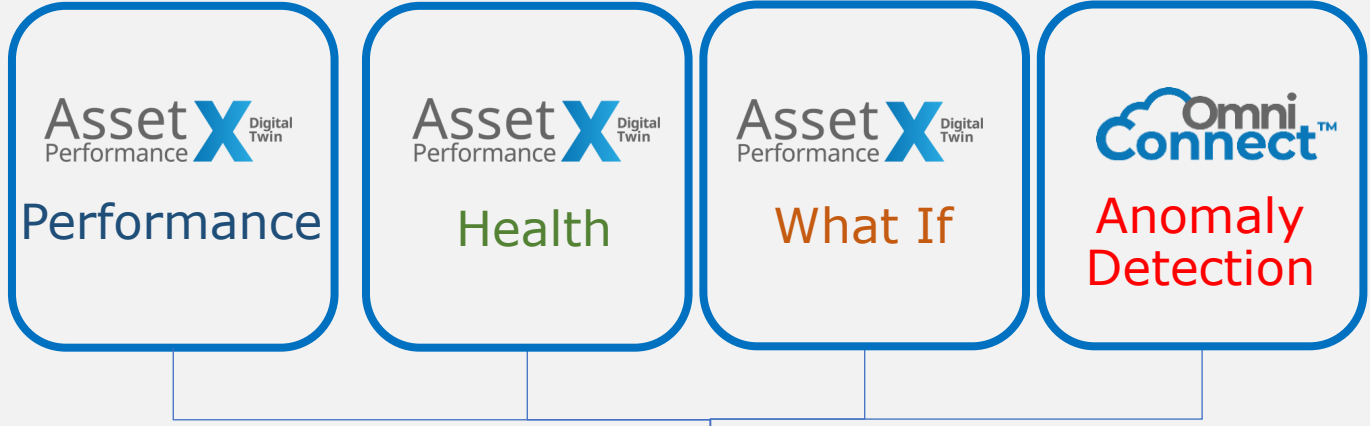 Asset X Digital
Performance Twin
Performance
Asset X Digital
Performance Twin
Health
Asset X Digital
Performance Twin
What If
Omni
Connect™
Anomaly
Detection